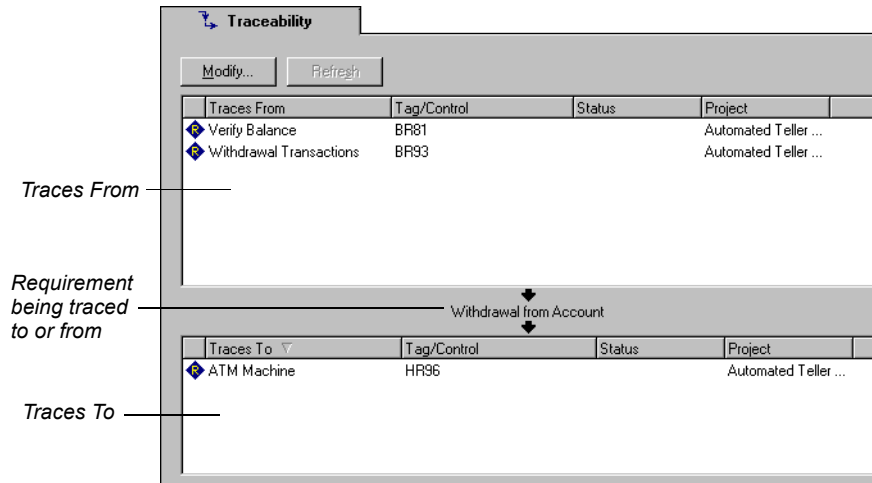 Traceability
Modify... Refresh
Traces From Tag/Control Status Project
Verify Balance BR81 Automated Teller ...
Withdrawal Transactions BR93 Automated Teller ...
Traces From
Requirement
being traced
to or from
Withdrawal from Account
Traces To Tag/Control Status Project
ATM Machine HR96 Automated Teller ...
Traces To